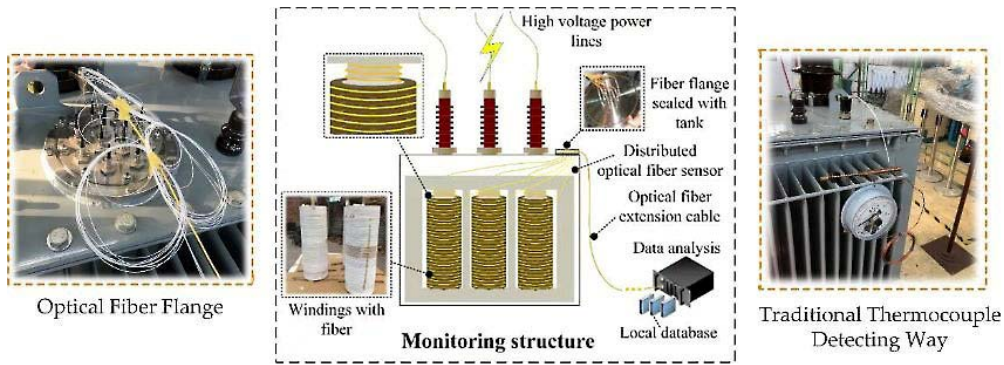 High voltage power
lines
Fiber flange
sealed with
tank
Distributed
optical fiber sensor
Optical fiber
extension cable
Data analysis
Local database
Windings with
fiber
Monitoring structure
Optical Fiber Flange
Traditional Thermocouple
Detecting Way